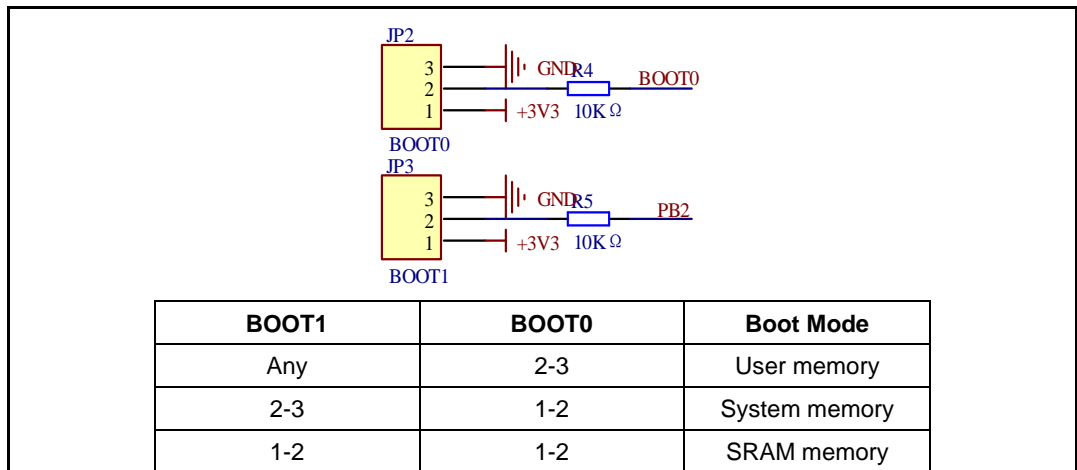 JP2
3 GND R4 BOOT0
2
1 +3V3 10KΩ
BOOT0
JP3
3 GND R5 PB2
2
1 +3V3 10KΩ
BOOT1
BOOT1 BOOT0 Boot Mode
Any 2-3 User memory
2-3 1-2 System memory
1-2 1-2 SRAM memory